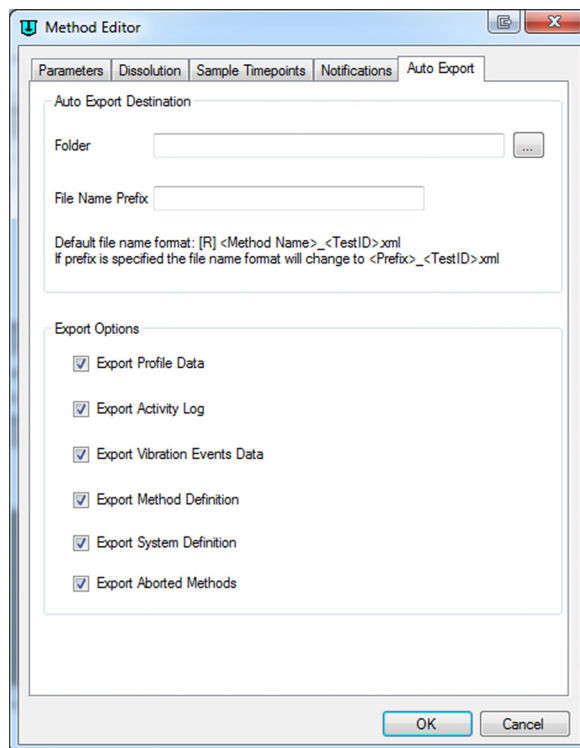 Method Editor
Parameters Dissolution Sample Timepoints Notifications Auto Export
Auto Export Destination
Folder
...
File Name Prefix
Default file name format: [R] <Method Name>_<TestID>.xml
If prefix is specified the file name format will change to <Prefix>_<TestID>.xml
Export Options
Export Profile Data
Export Activity Log
Export Vibration Events Data
Export Method Definition
Export System Definition
Export Aborted Methods
OK Cancel